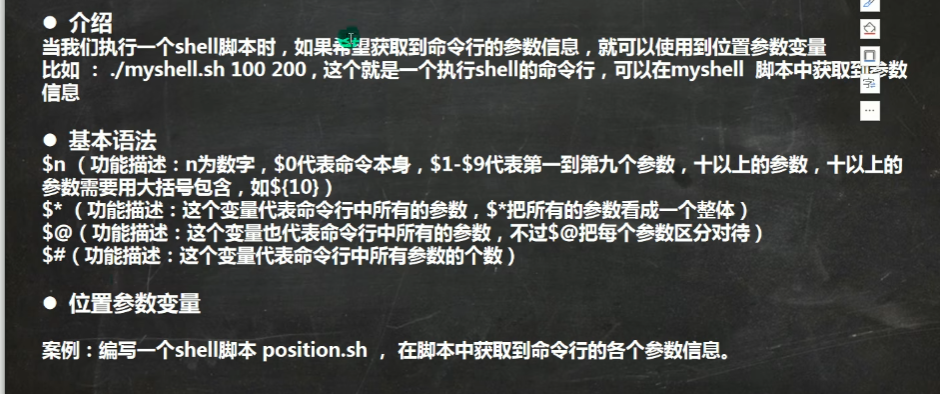 ● 介绍
当我们执行一个shell脚本时，如果希望获取到命令行的参数信息，就可以使用到位置参数变量
比如 ： ./myshell.sh 100 200 , 这个就是一个执行shell的命令行，可以在myshell 脚本中获取到参数
信息
● 基本语法
$n （功能描述：n为数字，$0代表命令本身，$1-$9代表第一到第九个参数，十以上的参数，十以上的
参数需要用大括号包含，如${10}）
$* （功能描述：这个变量代表命令行中所有的参数，$*把所有的参数看成一个整体）
$@（功能描述：这个变量也代表命令行中所有的参数，不过$@把每个参数区分对待）
$#（功能描述：这个变量代表命令行中所有参数的个数）
● 位置参数变量
案例：编写一个shell脚本 position.sh ， 在脚本中获取到命令行的各个参数信息。